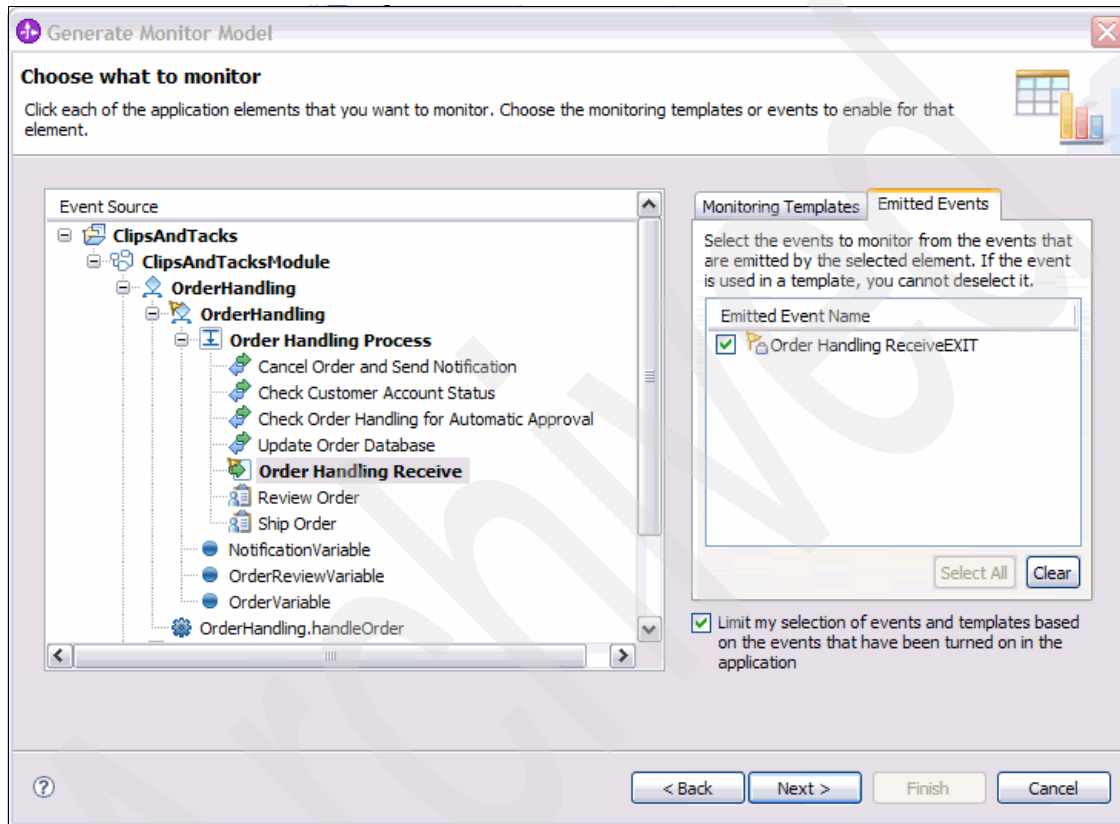 Generate Monitor Model
Choose what to monitor
Click each of the application elements that you want to monitor. Choose the monitoring templates or events to enable for that
element.
Event Source
ClipsAndTacks
ClipsAndTacksModule
OrderHandling
OrderHandling
Order Handling Process
Cancel Order and Send Notification
Check Customer Account Status
Check Order Handling for Automatic Approval
Update Order Database
Order Handling Receive
Review Order
Ship Order
NotificationVariable
OrderReviewVariable
OrderVariable
OrderHandling.handleOrder
Monitoring Templates
Emitted Events
Select the events to monitor from the events that
are emitted by the selected element. If the event
is used in a template, you cannot deselect it.
Emitted Event Name
Order Handling ReceiveEXIT
Select All
Clear
Limit my selection of events and templates based
on the events that have been turned on in the
application
?
< Back
Next >
Finish
Cancel
Archived